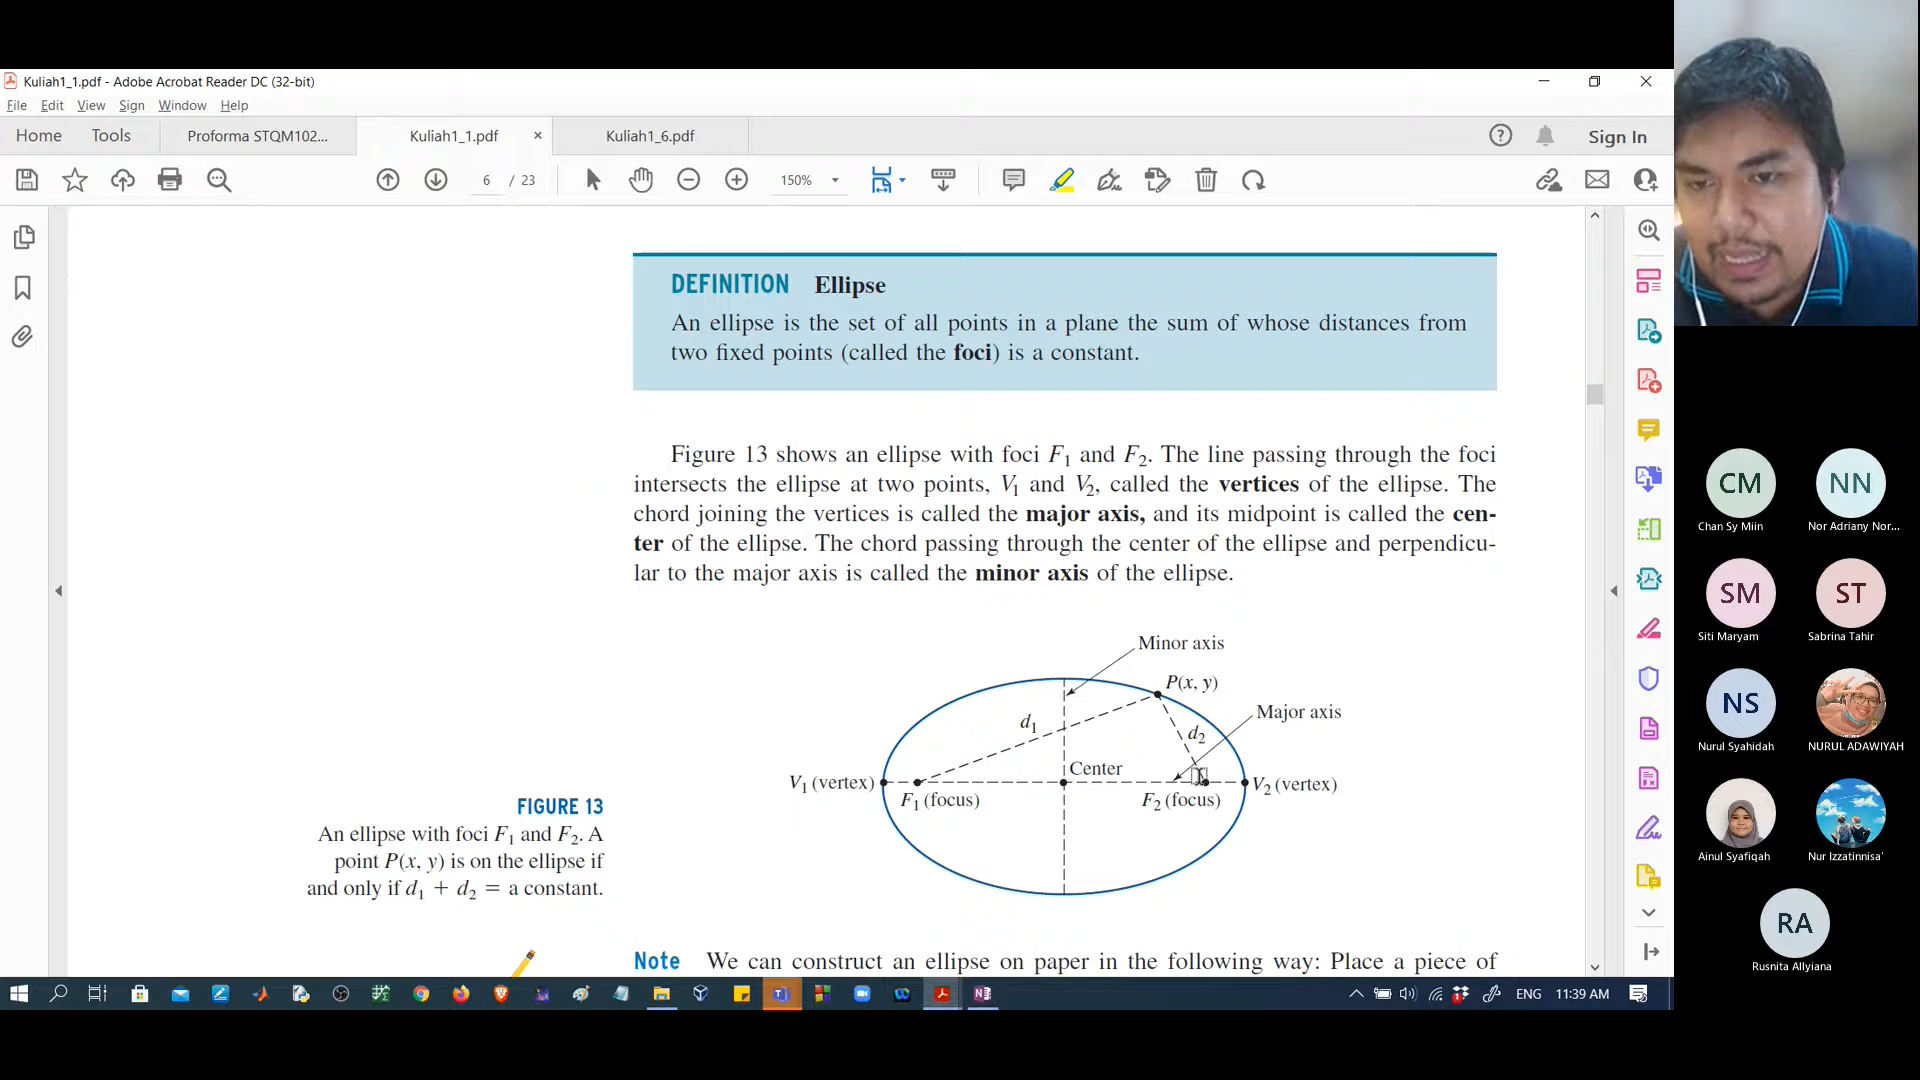 Kuliah1_1.pdf - Adobe Acrobat Reader DC (32-bit)
File Edit View Sign Window Help
Home Tools Proforma STQM102... Kuliah1_1.pdf × Kuliah1_6.pdf Sign In
6 / 23 150%
DEFINITION Ellipse
An ellipse is the set of all points in a plane the sum of whose distances from
two fixed points (called the foci) is a constant.
Figure 13 shows an ellipse with foci F₁ and F₂. The line passing through the foci
intersects the ellipse at two points, V₁ and V₂, called the vertices of the ellipse. The
chord joining the vertices is called the major axis, and its midpoint is called the cen-
ter of the ellipse. The chord passing through the center of the ellipse and perpendicu-
lar to the major axis is called the minor axis of the ellipse.
Minor axis
P(x, y)
Major axis
d₁
d₂
Center
V₁ (vertex)
V₂ (vertex)
F₁ (focus)
F₂ (focus)
FIGURE 13
An ellipse with foci F₁ and F₂. A
point P(x, y) is on the ellipse if
and only if d₁ + d₂ = a constant.
Note We can construct an ellipse on paper in the following way: Place a piece of
ENG 11:39 AM
CM
Chan Sy Miin
NN
Nor Adriany Nor...
SM
Siti Maryam
ST
Sabrina Tahir
NS
Nurul Syahidah
NURUL ADAWIYAH
Ainul Syafiqah
Nur Izzatinnisa'
RA
Rusnita Allyiana